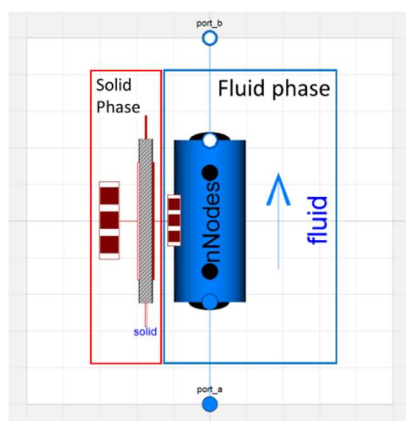 port_b
Solid
Phase
Fluid phase
nNodes
fluid
solid
port_a